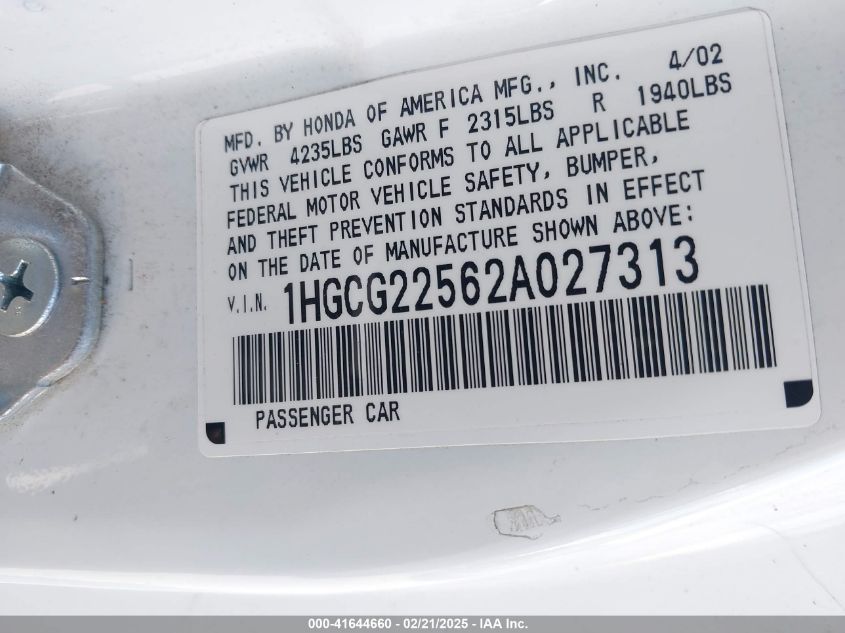 MFD. BY HONDA OF AMERICA MFG., INC. 4/02
GVWR 4235LBS GAWR F 2315LBS R 1940LBS
THIS VEHICLE CONFORMS TO ALL APPLICABLE
FEDERAL MOTOR VEHICLE SAFETY, BUMPER,
AND THEFT PREVENTION STANDARDS IN EFFECT
ON THE DATE OF MANUFACTURE SHOWN ABOVE:
V.I.N. 1HGCG22562A027313
PASSENGER CAR
000-41644660 - 02/21/2025 - IAA Inc.